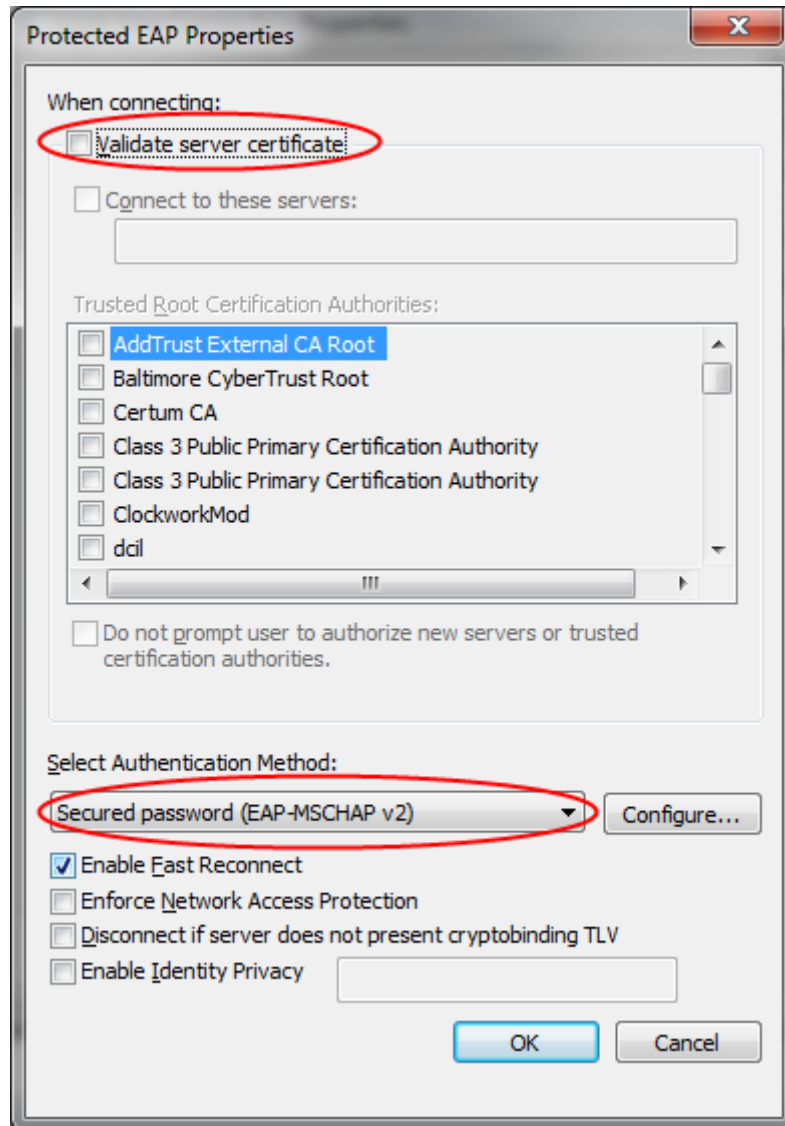 Protected EAP Properties
When connecting:
Validate server certificate
Connect to these servers:
Trusted Root Certification Authorities:
AddTrust External CA Root
Baltimore CyberTrust Root
Certum CA
Class 3 Public Primary Certification Authority
Class 3 Public Primary Certification Authority
ClockworkMod
dcil
Do not prompt user to authorize new servers or trusted
certification authorities.
Select Authentication Method:
Secured password (EAP-MSCHAP v2)
Configure...
Enable Fast Reconnect
Enforce Network Access Protection
Disconnect if server does not present cryptobinding TLV
Enable Identity Privacy
OK
Cancel